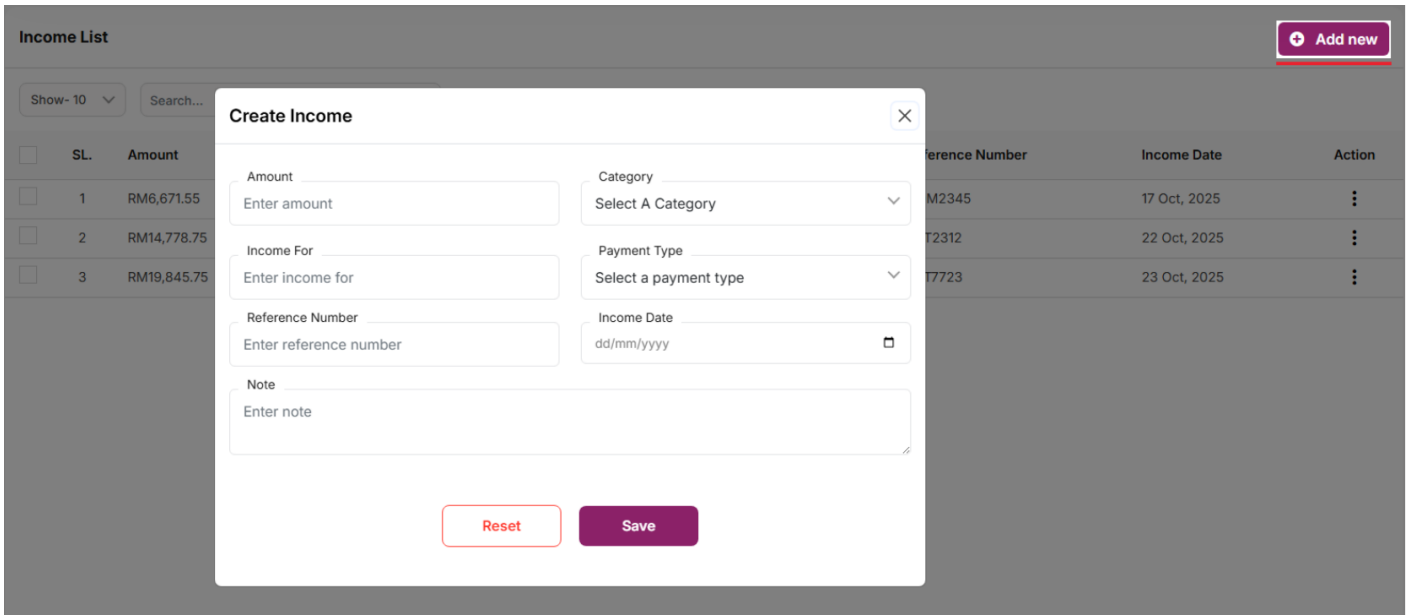 Income List
Add new
Show- 10
Search...
Create Income
SL.
Amount
Number
Income Date
Action
1
RM6,671.55
M2345
17 Oct, 2025
2
RM14,778.75
T2312
22 Oct, 2025
3
RM19,845.75
T7723
23 Oct, 2025
Amount
Enter amount
Category
Select A Category
Income For
Enter income for
Payment Type
Select a payment type
Reference Number
Enter reference number
Income Date
dd/mm/yyyy
Note
Enter note
Reset
Save